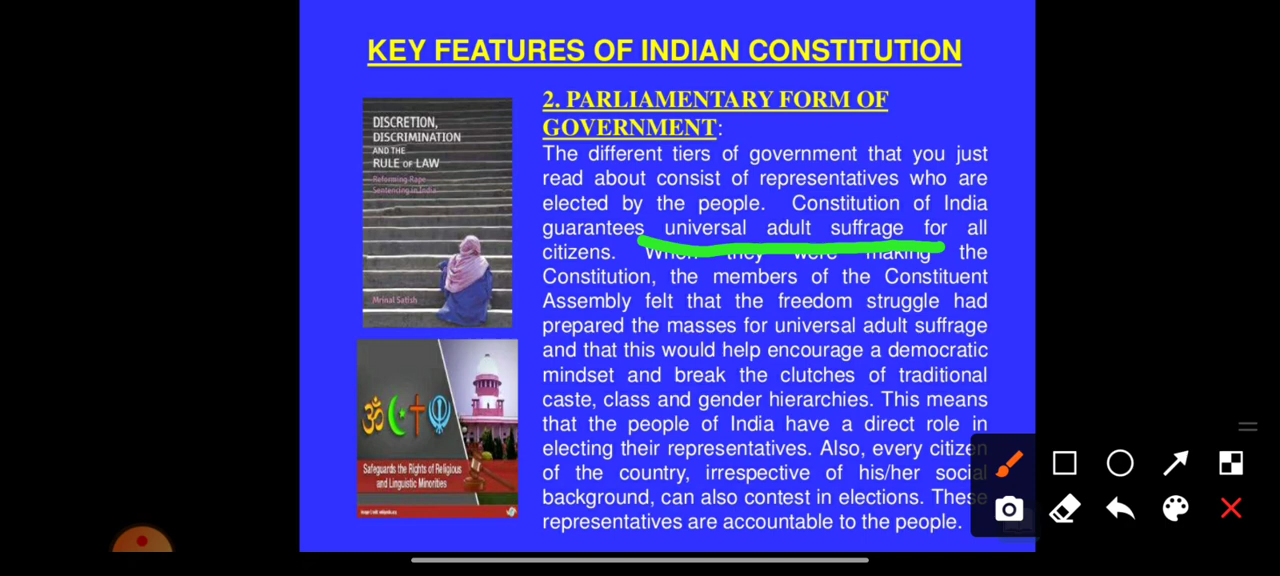 KEY FEATURES OF INDIAN CONSTITUTION
DISCRETION,
DISCRIMINATION
AND THE
RULE OF LAW
Reforming Rape
Sentencing in India
Mrinal Satish
Safeguards the Rights of Religious
and Linguistic Minorities
2. PARLIAMENTARY FORM OF
GOVERNMENT:
The different tiers of government that you just
read about consist of representatives who are
elected by the people. Constitution of India
guarantees universal adult suffrage for all
citizens. When they were making the
Constitution, the members of the Constituent
Assembly felt that the freedom struggle had
prepared the masses for universal adult suffrage
and that this would help encourage a democratic
mindset and break the clutches of traditional
caste, class and gender hierarchies. This means
that the people of India have a direct role in
electing their representatives. Also, every citizen
of the country, irrespective of his/her social
background, can also contest in elections. These
representatives are accountable to the people.